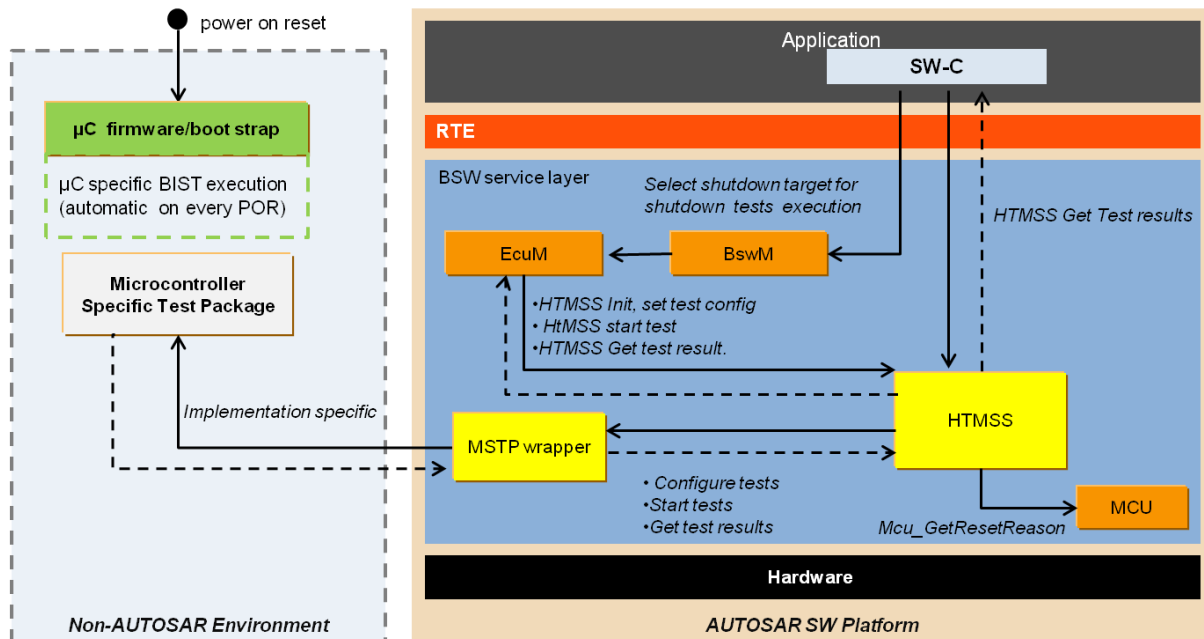 power on reset
µC firmware/boot strap
µC specific BIST execution
(automatic on every POR)
Microcontroller
Specific Test Package
Implementation specific
Non-AUTOSAR Environment
Application
SW-C
RTE
BSW service layer
Select shutdown target for
shutdown tests execution
HTMSS Get Test results
EcuM
BswM
•HTMSS Init, set test config
•HtMSS start test
•HTMSS Get test result.
HTMSS
MSTP wrapper
• Configure tests
•Start tests
•Get test results
MCU
Mcu_GetResetReason
Hardware
AUTOSAR SW Platform